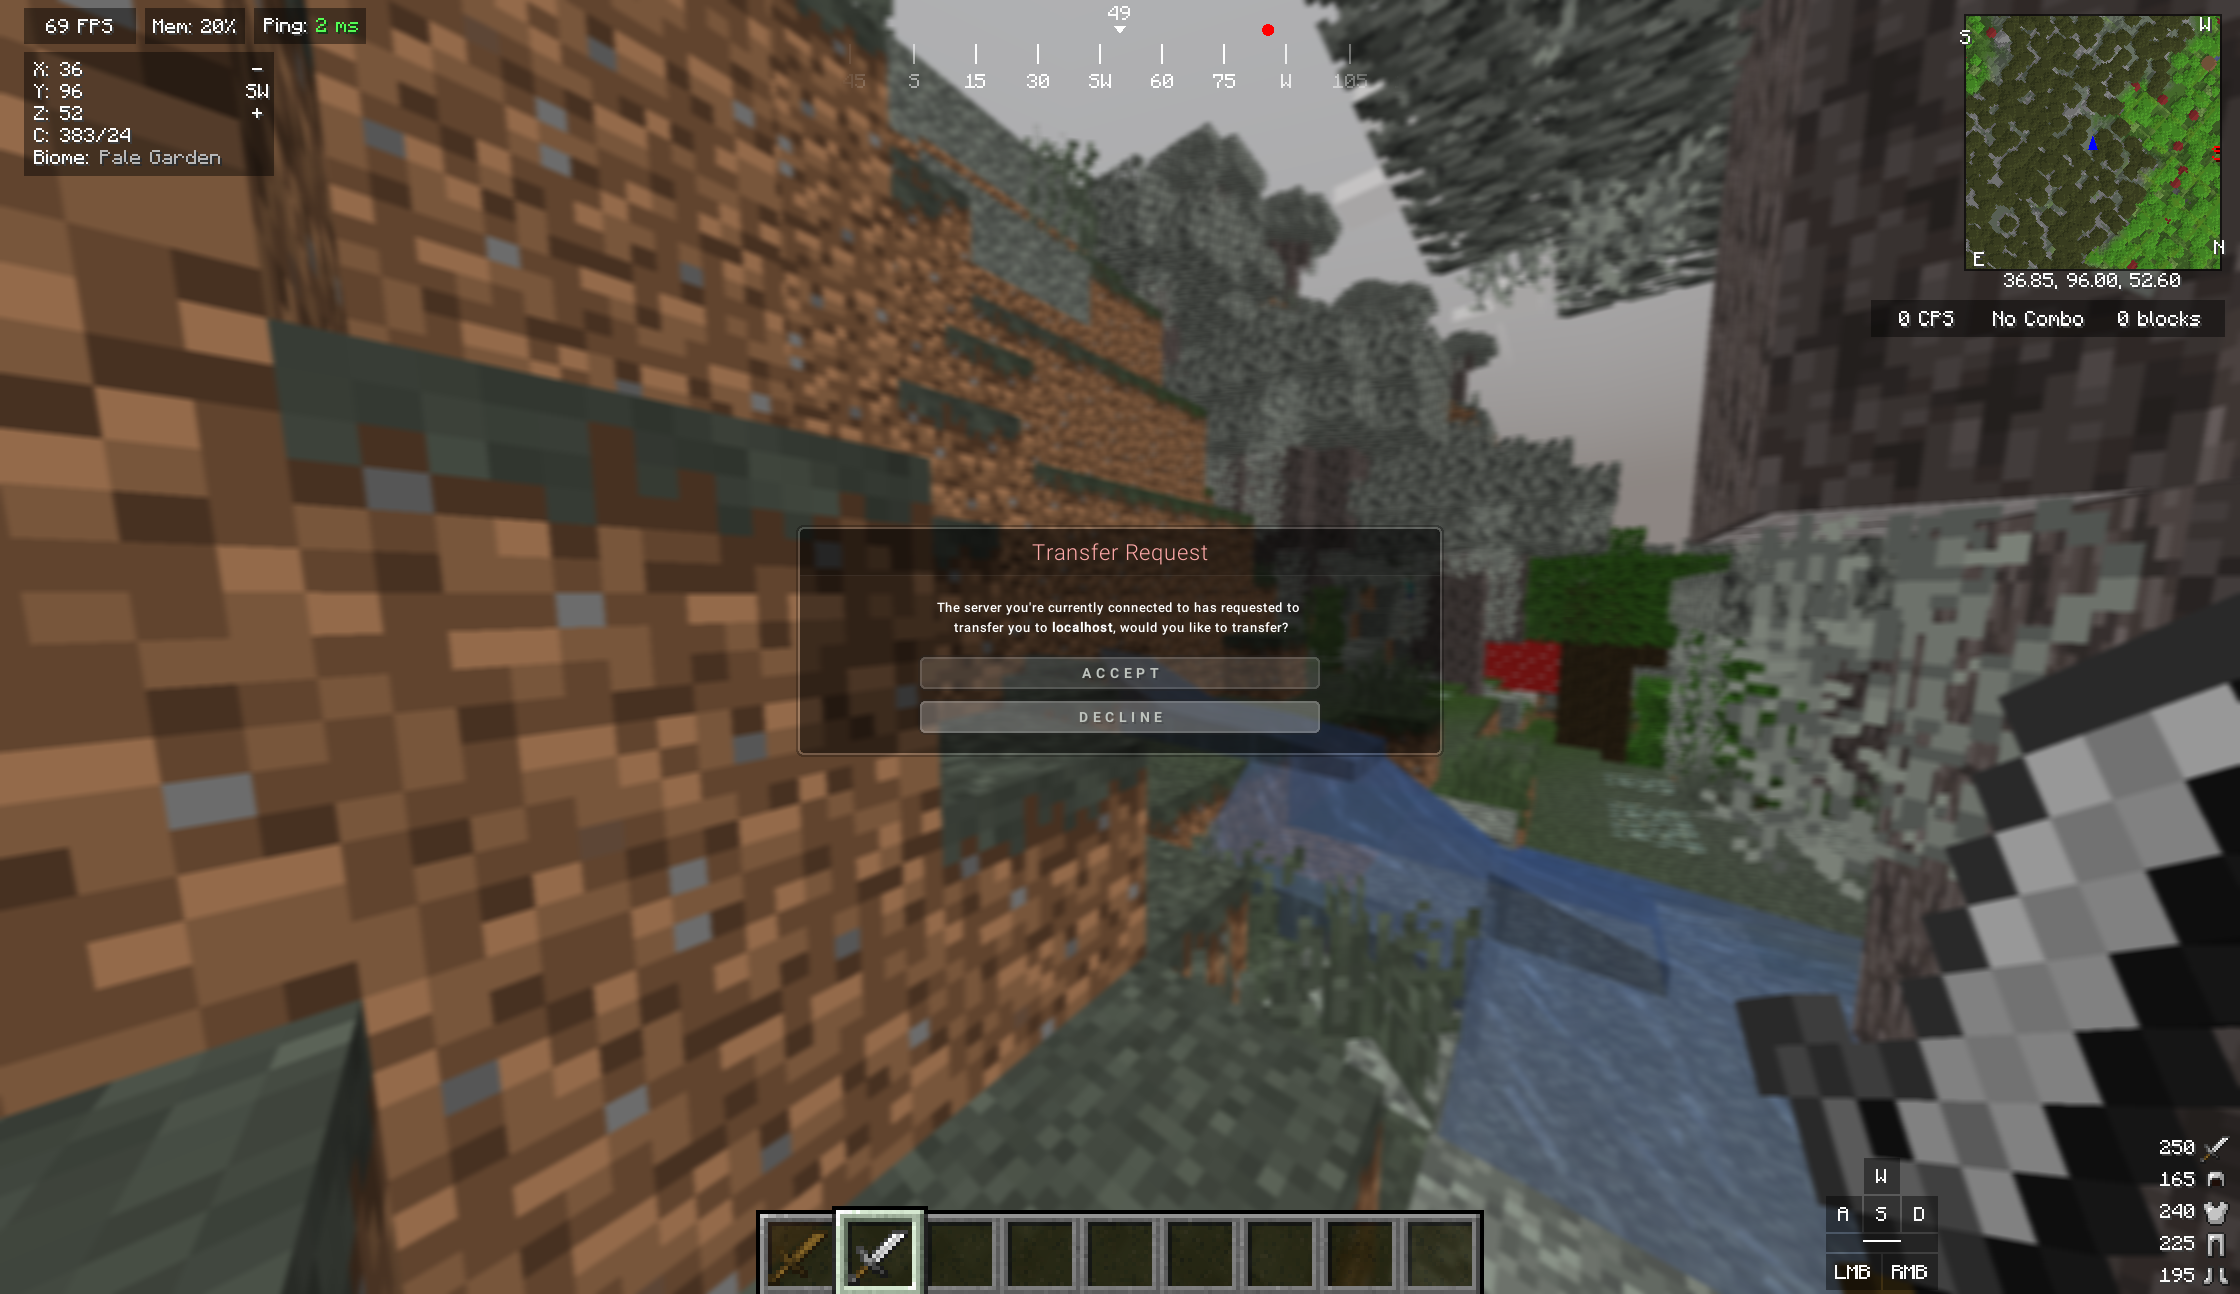 69 FPS
Mem: 20%
Ping: 2 ms
X: 36 -
Y: 96 SW
Z: 52 +
C: 383/24
Biome: Pale Garden
49
45 S 15 30 SW 60 75 W 105
S W
E N
36.85, 96.00, 52.60
0 CPS No Combo 0 blocks
Transfer Request
The server you're currently connected to has requested to
transfer you to localhost, would you like to transfer?
ACCEPT
DECLINE
W
A S D
LMB RMB
250
165
240
225
195